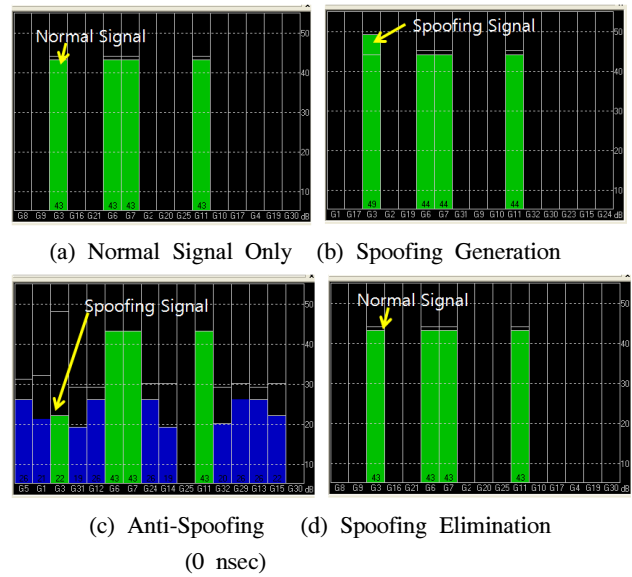 Normal Signal
50
40
30
20
10
43 43 43 43
G8 G9 G3 G16 G21 G6 G7 G2 G20 G25 G11 G10 G17 G4 G19 G30 dB
Spoofing Signal
50
40
30
20
10
49 44 44 44
G1 G17 G3 G2 G19 G6 G7 G31 G9 G10 G11 G32 G30 G23 G15 G24 dB
(a) Normal Signal Only (b) Spoofing Generation
Spoofing Signal
50
40
30
20
10
22 43 43 43
G5 G1 G3 G31 G12 G6 G7 G24 G14 G25 G11 G32 G29 G13 G15 G30 dB
Normal Signal
50
40
30
20
10
43 43 43 43
G8 G9 G3 G16 G21 G6 G7 G2 G20 G25 G11 G10 G17 G4 G19 G30 dB
(c) Anti-Spoofing (d) Spoofing Elimination
(0 nsec)